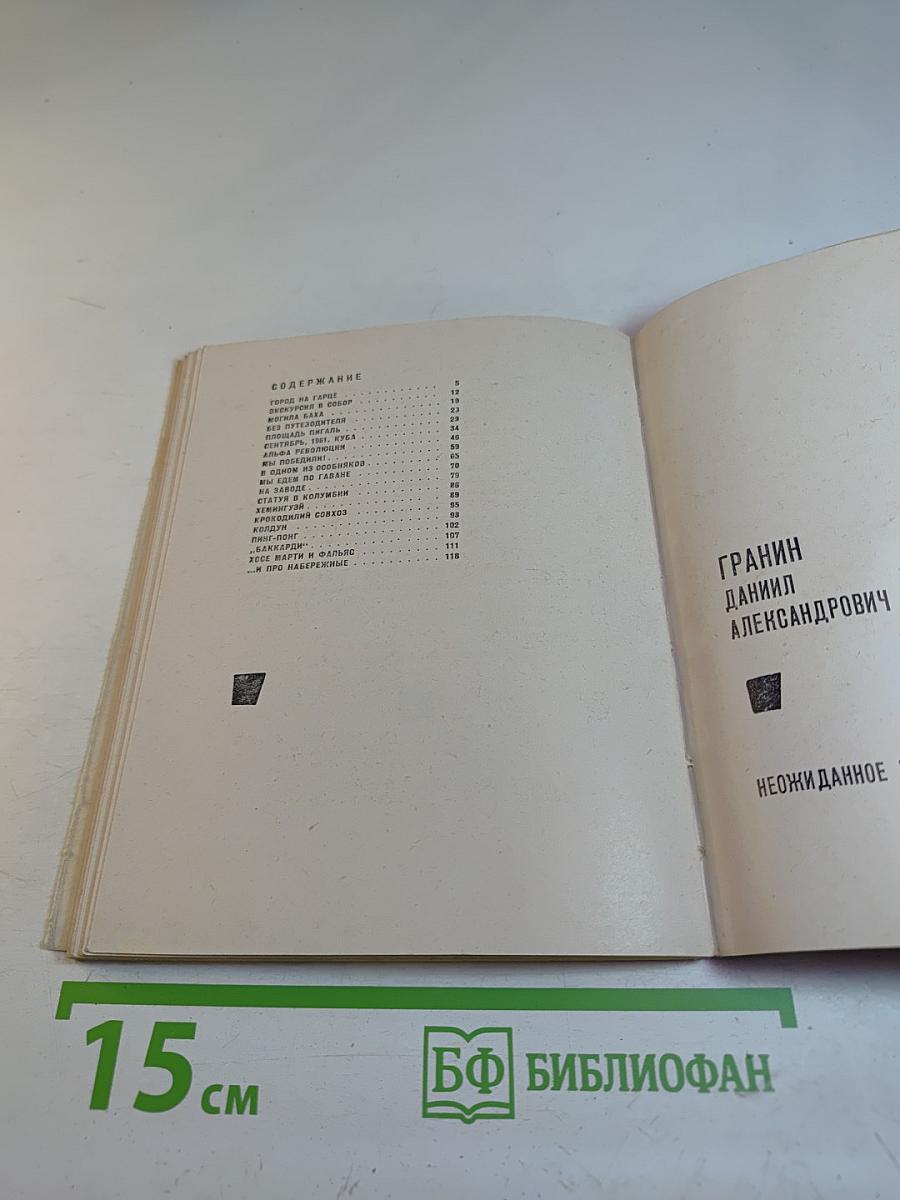 СОДЕРЖАНИЕ
ГОРОД НА ГАРЦЕ . . . . . . . . . . . 5
ЭКСКУРСИЯ В СОБОР . . . . . . . . . . 12
МОГИЛА БАХА . . . . . . . . . . . . 19
БЕЗ ПУТЕВОДИТЕЛЯ . . . . . . . . . . 23
ПЛОЩАДЬ ПИГАЛЬ . . . . . . . . . . . 29
СЕНТЯБРЬ, 1961. КУБА . . . . . . . . . 34
АЛЬФА РЕВОЛЮЦИИ . . . . . . . . . . 46
МЫ ПОБЕДИЛИ! . . . . . . . . . . . . 59
В ОДНОМ ИЗ ОСОБНЯКОВ . . . . . . . . 65
МЫ ЕДЕМ ПО ГАВАНЕ . . . . . . . . . . 70
НА ЗАВОДЕ . . . . . . . . . . . . . 79
СТАТУЯ В КОЛУМБИИ . . . . . . . . . . 86
ХЕМИНГУЭЙ . . . . . . . . . . . . . 89
КРОКОДИЛИЙ СОВХОЗ . . . . . . . . . . 95
КОЛДУН . . . . . . . . . . . . . . 98
ПИНГ-ПОНГ . . . . . . . . . . . . . 102
„БАККАРДИ“ . . . . . . . . . . . . . 107
ХОСЕ МАРТИ И ФАЛЬЯС . . . . . . . . . 111
...И ПРО НАБЕРЕЖНЫЕ . . . . . . . . . 118
ГРАНИН
ДАНИИЛ
АЛЕКСАНДРОВИЧ
НЕОЖИДАННОЕ
15 см
БФ БИБЛИОФАН